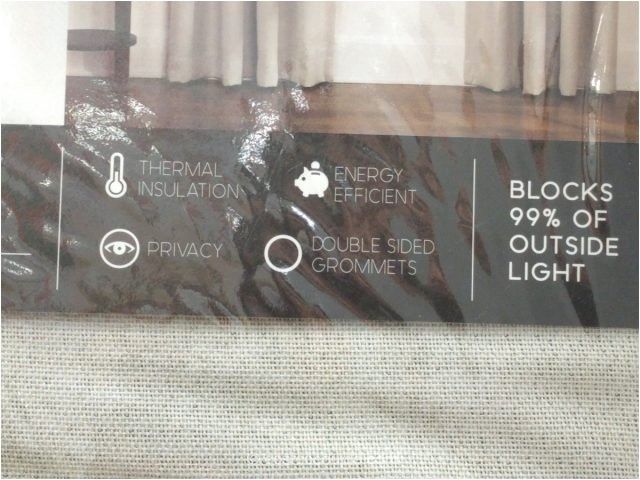 THERMAL
INSULATION
ENERGY
EFFICIENT
PRIVACY
DOUBLE SIDED
GROMMETS
BLOCKS
99% OF
OUTSIDE
LIGHT